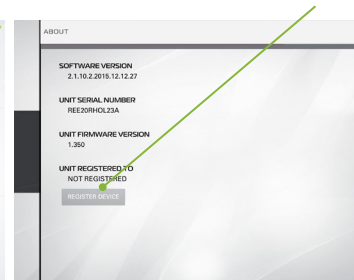 ABOUT
SOFTWARE VERSION
2.1.10.2.2015.12.12.27
UNIT SERIAL NUMBER
REE20RHOL23A
UNIT FIRMWARE VERSION
1.350
UNIT REGISTERED TO
NOT REGISTERED
REGISTER DEVICE